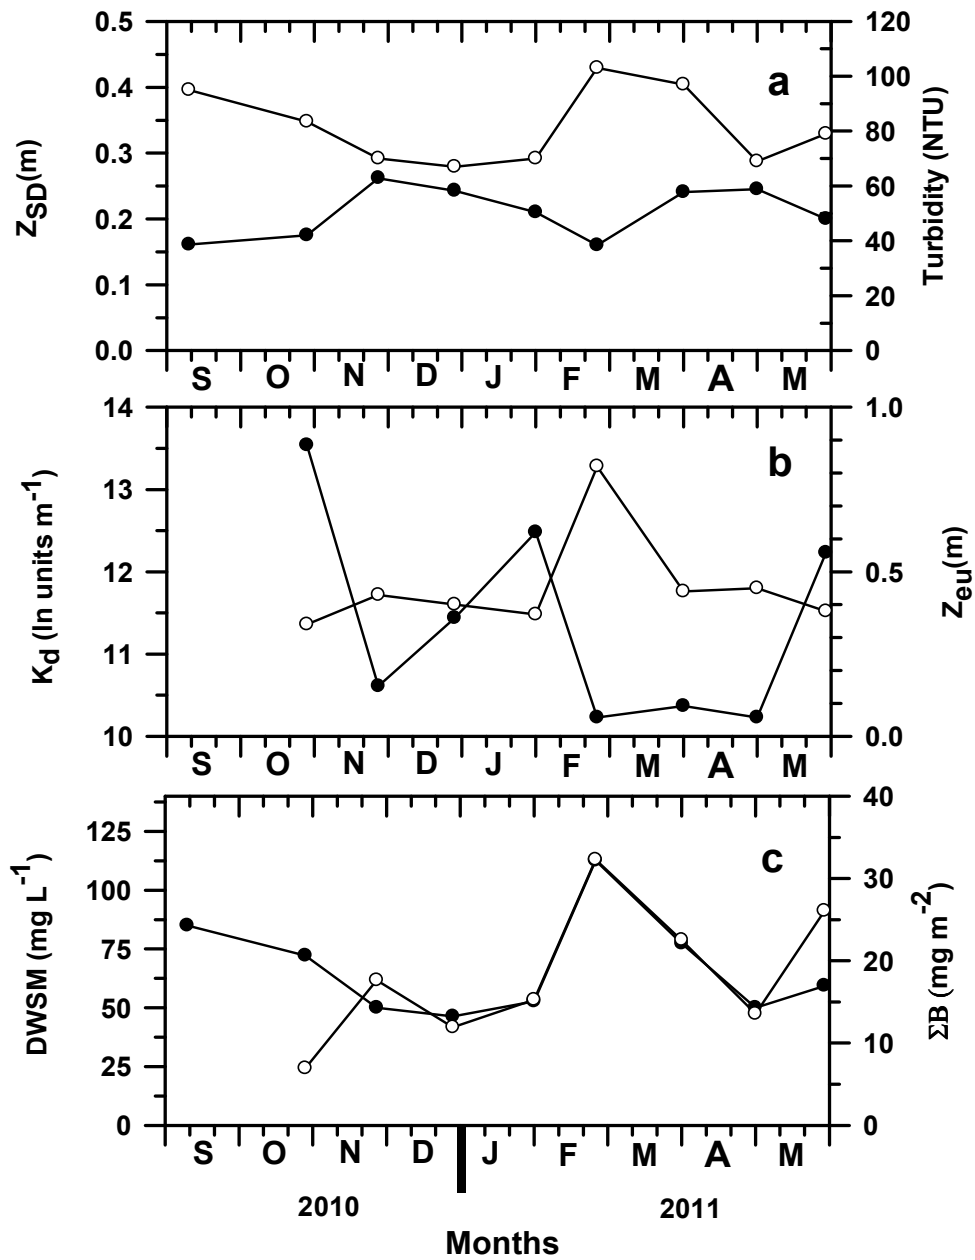 a
Z_SD(m)
0.5
0.4
0.3
0.2
0.1
0.0
Turbidity (NTU)
120
100
80
60
40
20
0
S O N D J F M A M
b
K_d (ln units m^-1)
14
13
12
11
10
Z_eu(m)
1.0
0.5
0.0
S O N D J F M A M
c
DWSM (mg L^-1)
125
100
75
50
25
0
ΣB (mg m^-2)
40
30
20
10
0
S O N D J F M A M
2010 2011
Months